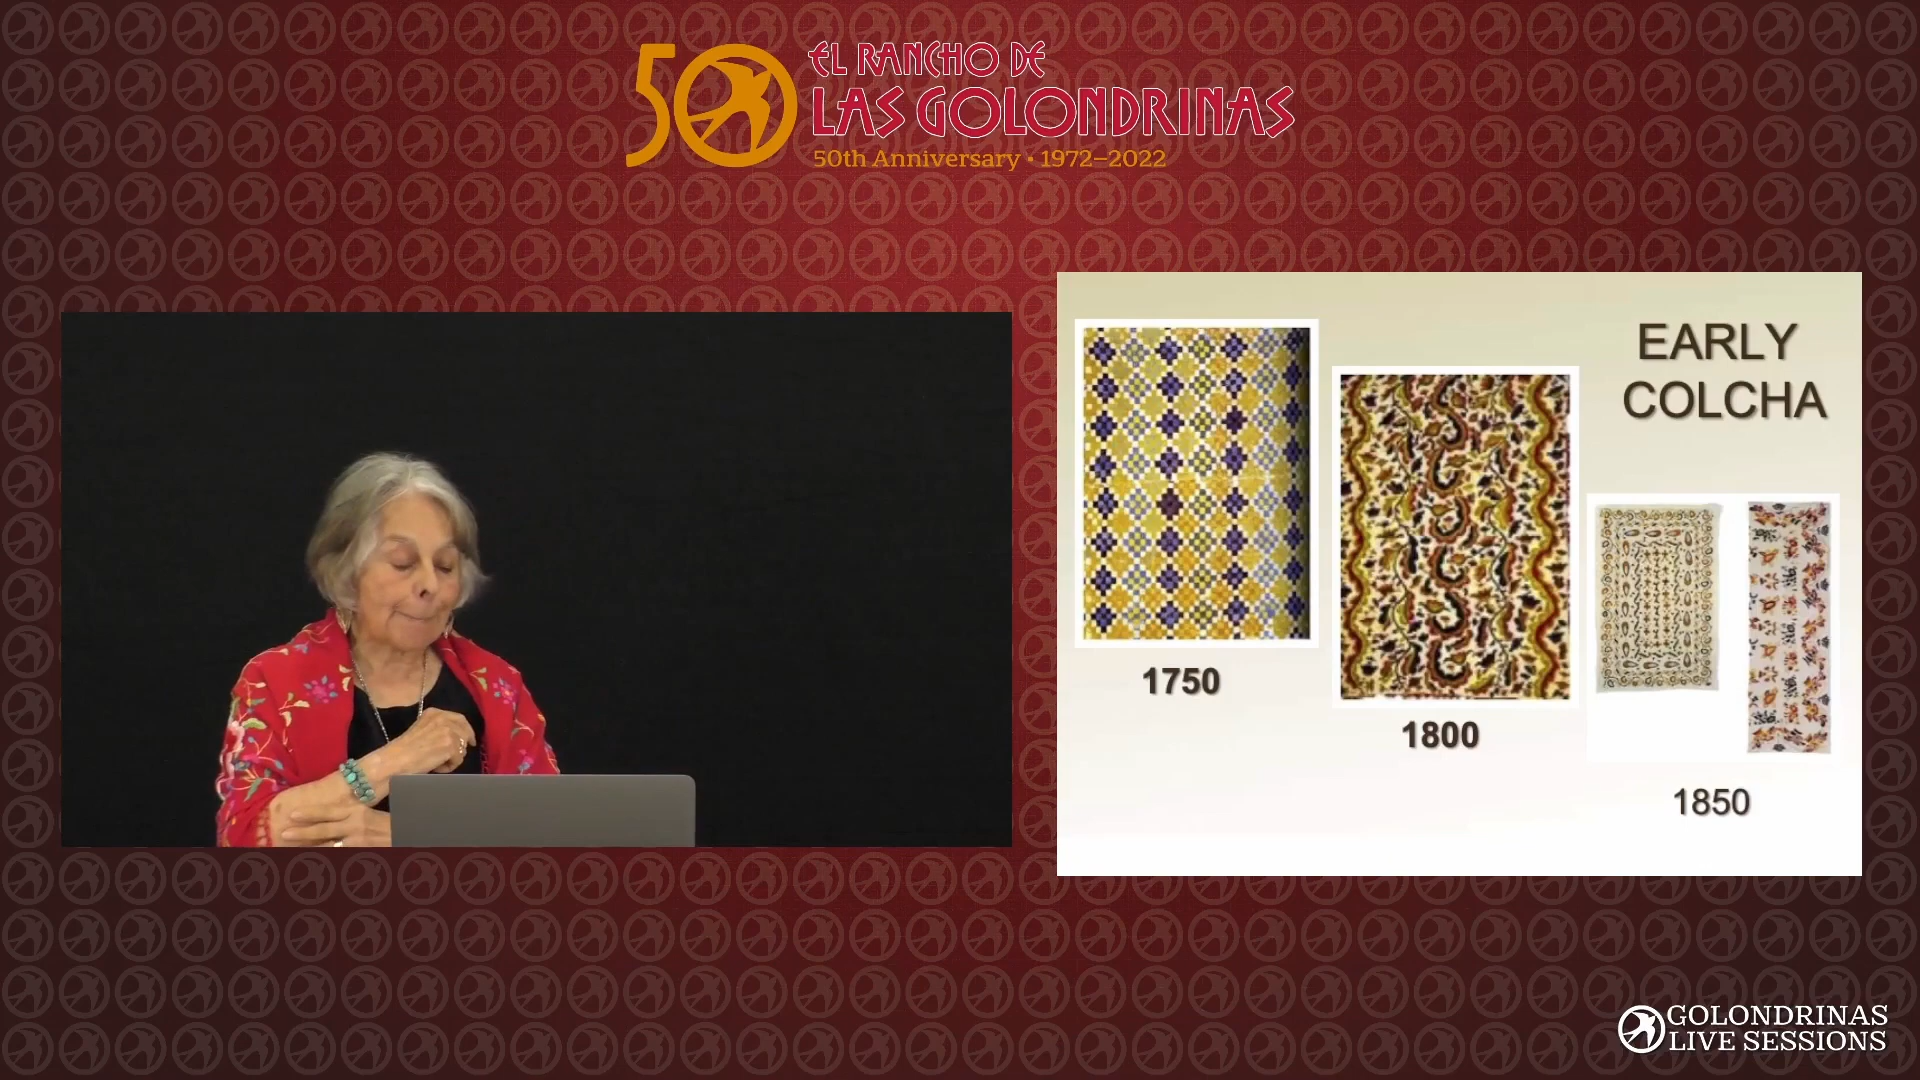 50
EL RANCHO DE
LAS GOLONDRINAS
50th Anniversary • 1972–2022
EARLY
COLCHA
1750
1800
1850
GOLONDRINAS
LIVE SESSIONS